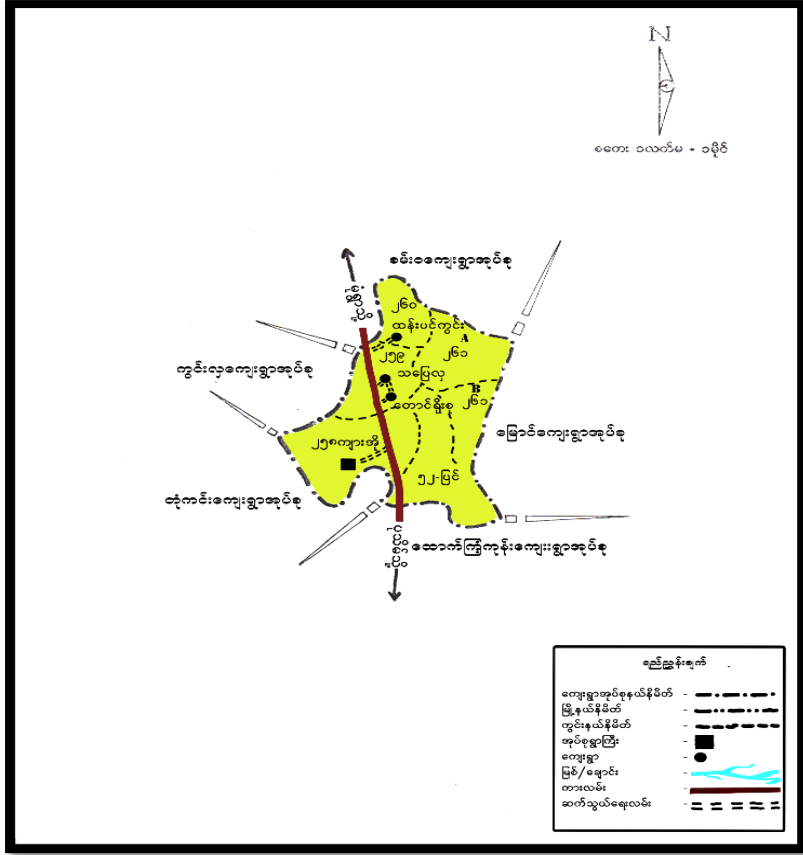 N
စကေး ၁လက်မ - ၁မိုင်
စမ်းဝကျေးရွာအုပ်စု
၂၆၀
ထန်းပင်ကွင်း
A
၂၆၁
၂၅၉
သပြေလှ
B
၂၆၁
တောင်ရှိုးစု
ကွင်းလှကျေးရွာအုပ်စု
မြောင်ကျေးရွာအုပ်စု
၂၅၈ကျားအို
၅၂-ပြင်
တုံကင်းကျေးရွာအုပ်စု
ထောက်ကြံ့ကုန်းကျေးရွာအုပ်စု
ရည်ညွှန်းချက်
ကျေးရွာအုပ်စုနယ်နိမိတ် -
မြို့နယ်နိမိတ် -
ကွင်းနယ်နိမိတ် -
အုပ်စုရွာကြီး -
ကျေးရွာ -
မြစ်/ချောင်း -
ကားလမ်း -
ဆက်သွယ်ရေးလမ်း -